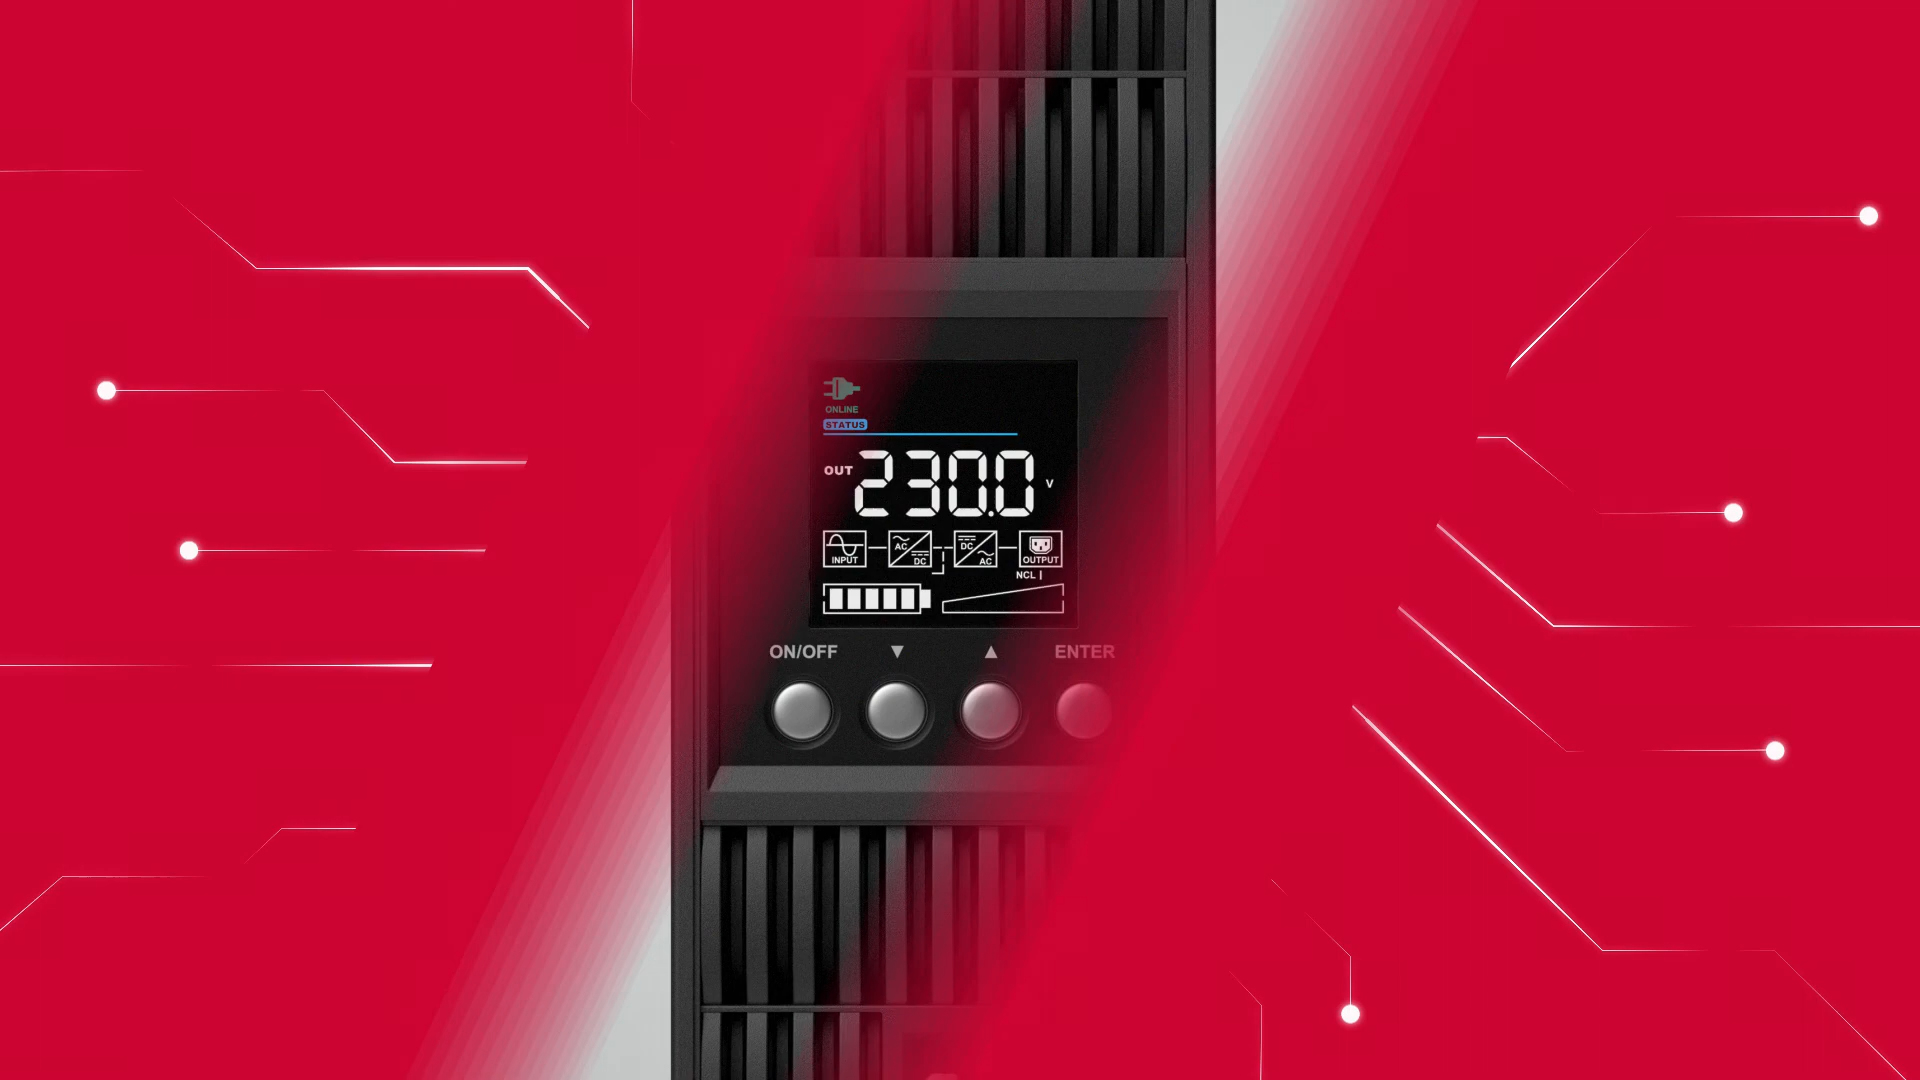 ONLINE
STATUS
OUT 230.0 V
INPUT AC DC DC AC OUTPUT
NCL
ON/OFF ▼ ▲ ENTER